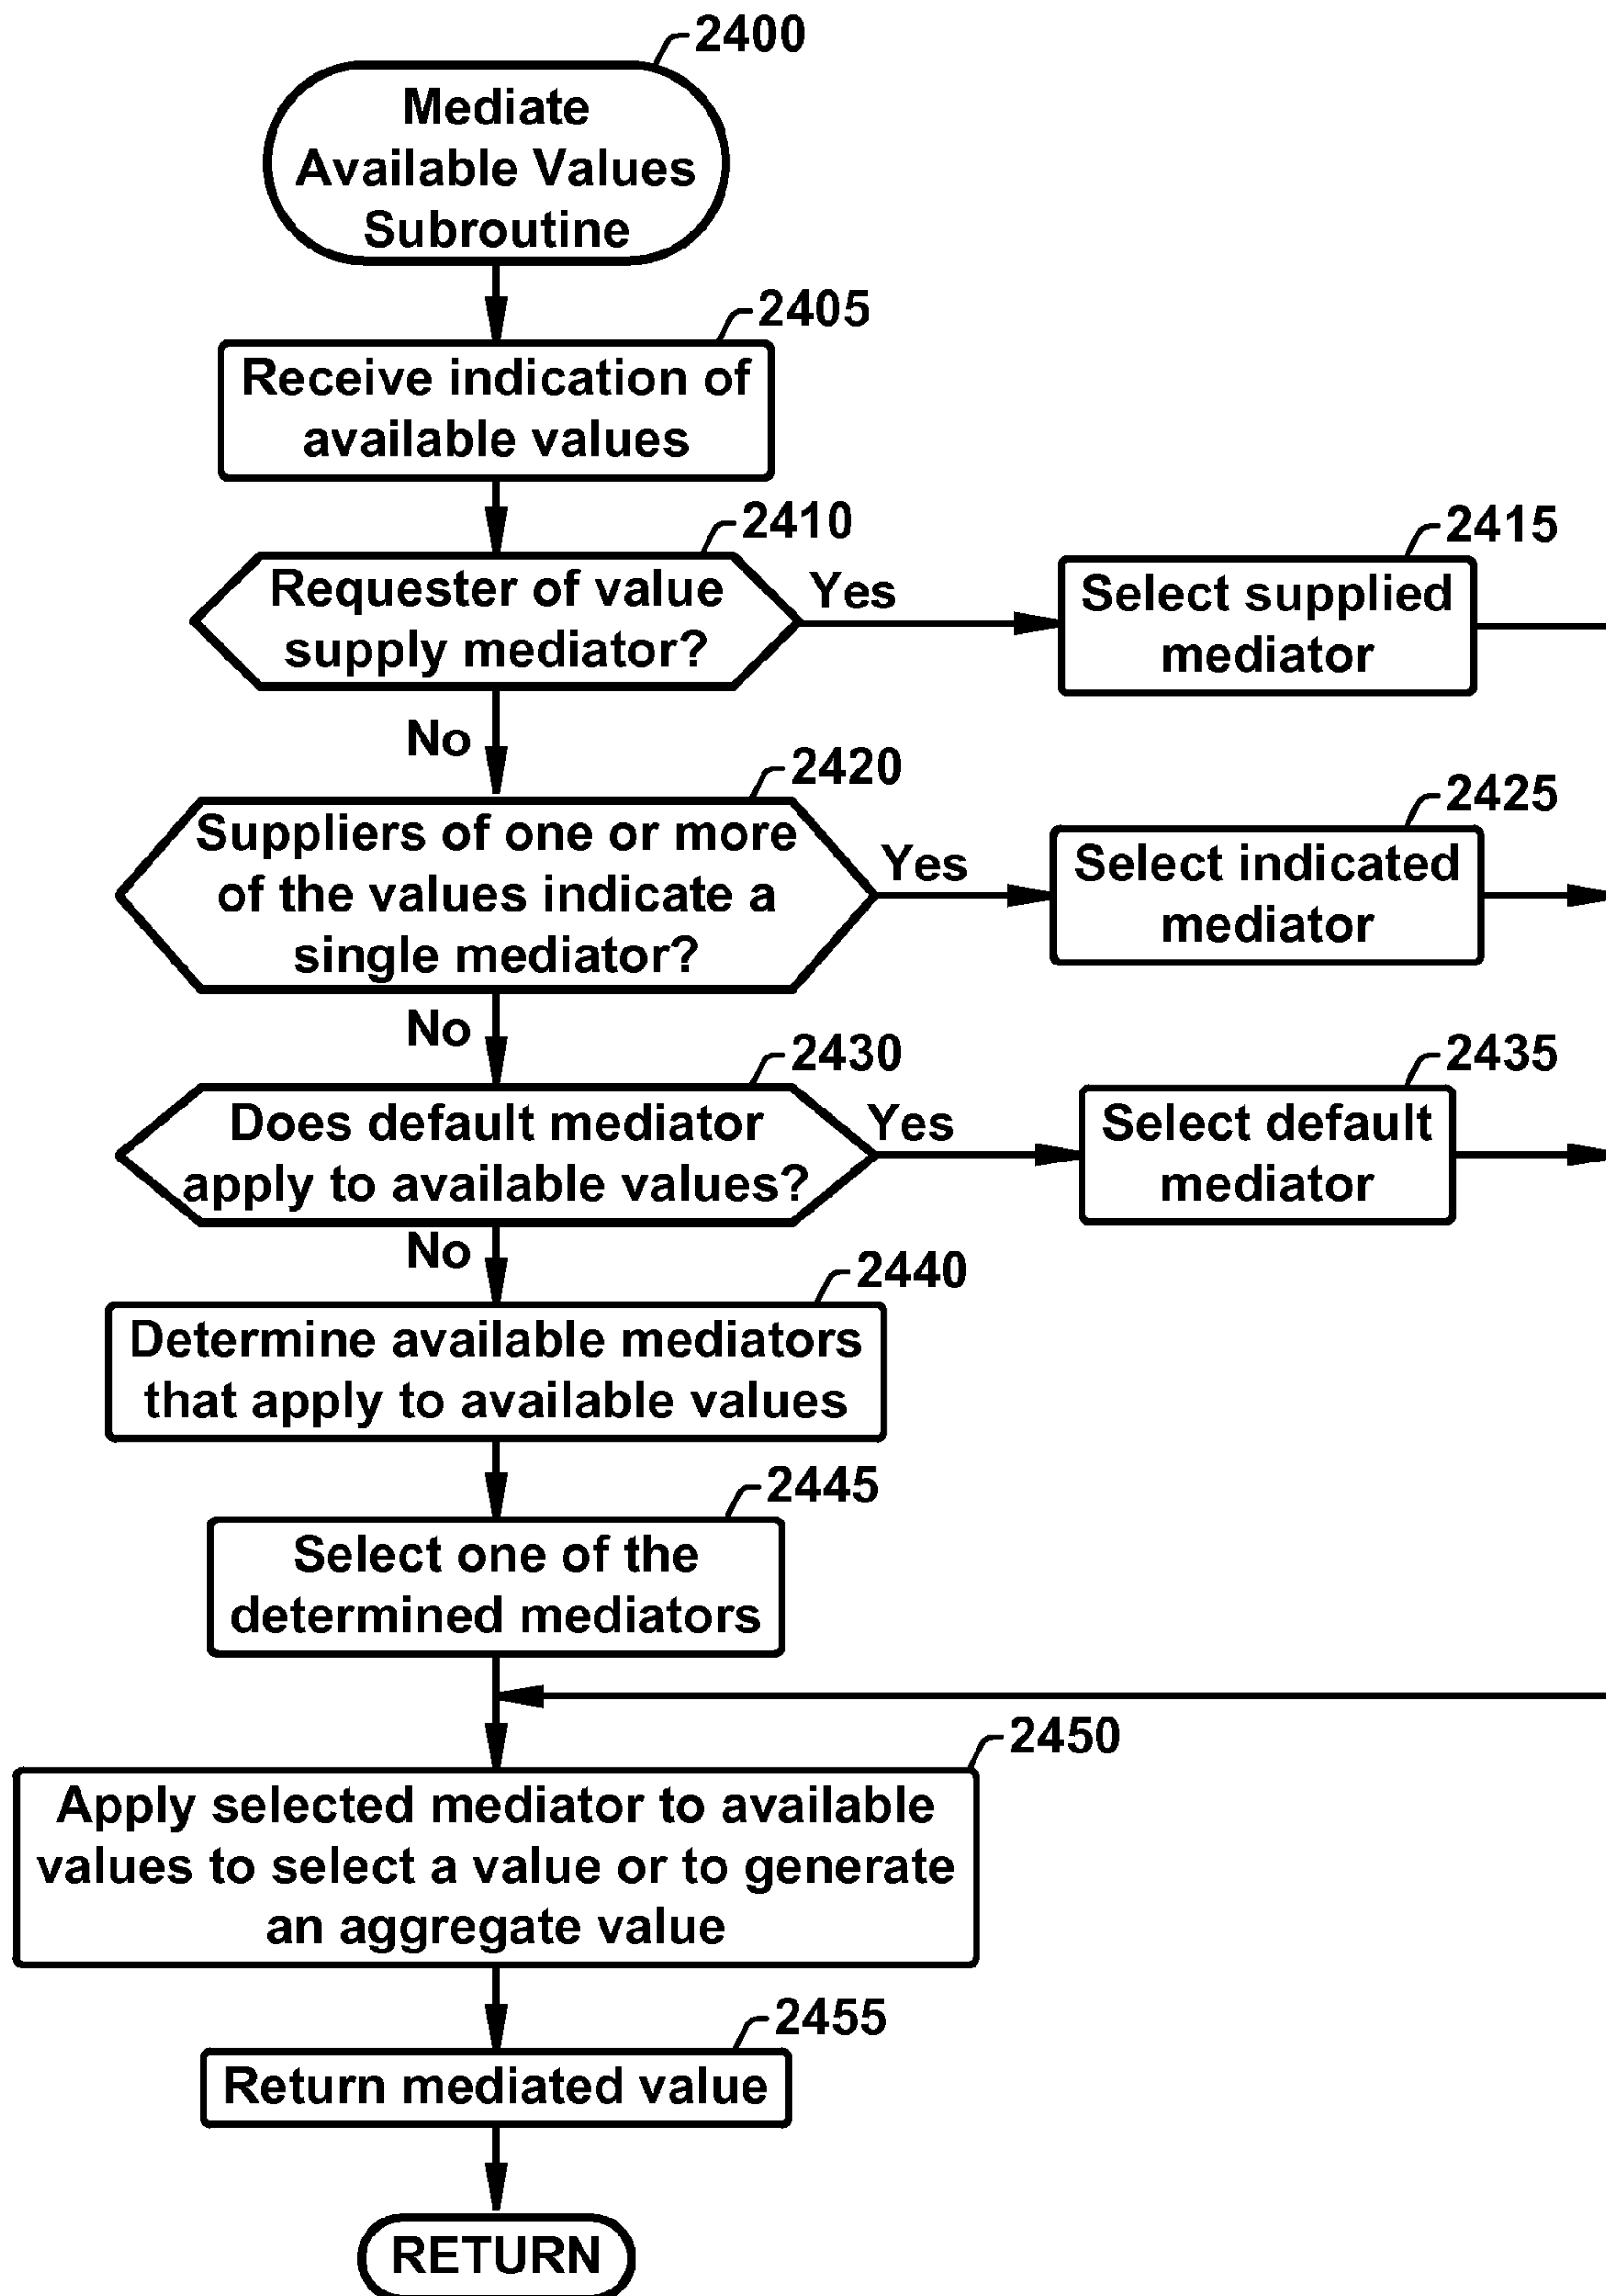 2400
Mediate
Available Values
Subroutine
2405
Receive indication of
available values
2410
Requester of value
supply mediator?
Yes
2415
Select supplied
mediator
No
2420
Suppliers of one or more
of the values indicate a
single mediator?
Yes
2425
Select indicated
mediator
No
2430
Does default mediator
apply to available values?
Yes
2435
Select default
mediator
No
2440
Determine available mediators
that apply to available values
2445
Select one of the
determined mediators
2450
Apply selected mediator to available
values to select a value or to generate
an aggregate value
2455
Return mediated value
RETURN